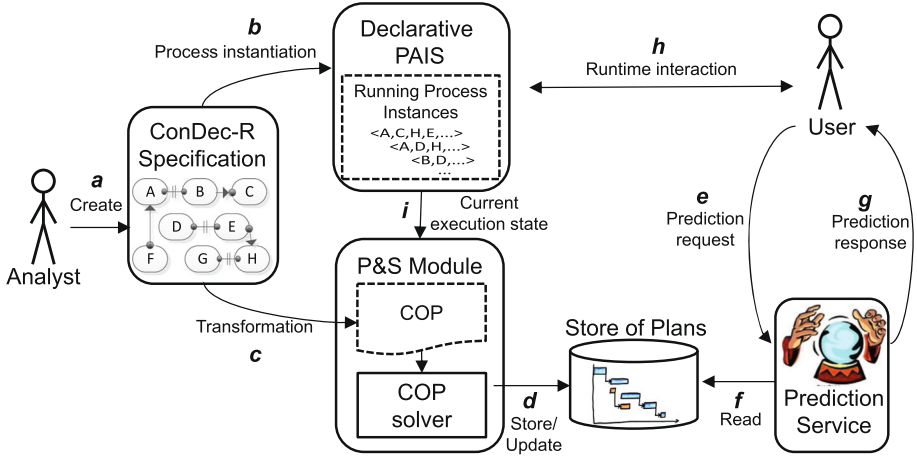 b
Process instantiation
Declarative
PAIS
Running Process
Instances
<A,C,H,E,...>
<A,D,H,...>
<B,D,...>
...
h
Runtime interaction
User
ConDec-R
Specification
A
B
C
D
E
F
G
H
a
Create
Analyst
i
Current
execution state
e
Prediction
request
g
Prediction
response
P&S Module
COP
COP
solver
Transformation
c
Store of Plans
d
Store/
Update
f
Read
Prediction
Service